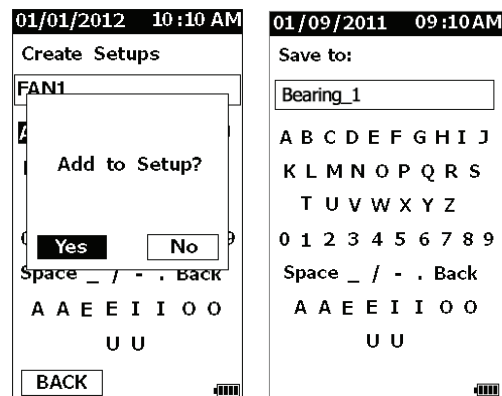 01/01/2012 10:10 AM
Create Setups
FAN1
Add to Setup?
Yes No
Space _ / - . Back
A A E E I I O O
U U
BACK
01/09/2011 09:10AM
Save to:
Bearing_1
A B C D E F G H I J
K L M N O P Q R S
T U V W X Y Z
0 1 2 3 4 5 6 7 8 9
Space _ / - . Back
A A E E I I O O
U U